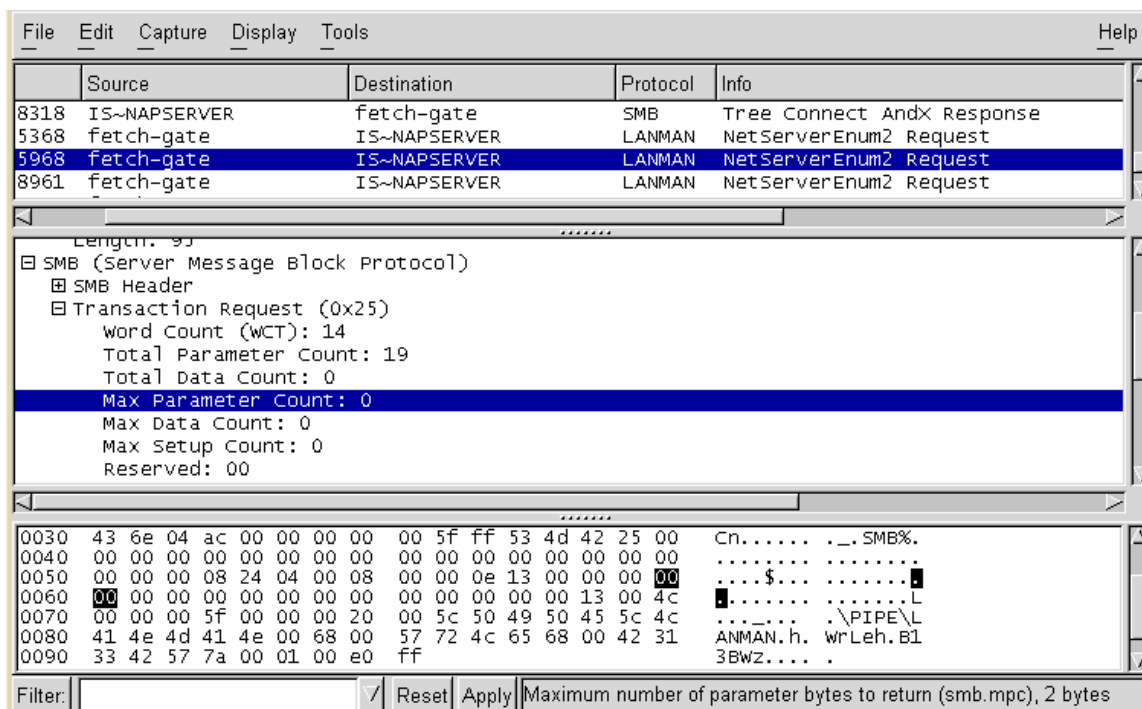 File Edit Capture Display Tools Help
Source Destination Protocol Info
8318 IS~NAPSERVER fetch-gate SMB Tree Connect AndX Response
5368 fetch-gate IS~NAPSERVER LANMAN NetServerEnum2 Request
5968 fetch-gate IS~NAPSERVER LANMAN NetServerEnum2 Request
8961 fetch-gate IS~NAPSERVER LANMAN NetServerEnum2 Request
Length: 95
SMB (Server Message Block Protocol)
SMB Header
Transaction Request (0x25)
Word Count (WCT): 14
Total Parameter Count: 19
Total Data Count: 0
Max Parameter Count: 0
Max Data Count: 0
Max Setup Count: 0
Reserved: 00
0030 43 6e 04 ac 00 00 00 00 00 5f ff 53 4d 42 25 00 Cn...... ._.SMB%.
0040 00 00 00 00 00 00 00 00 00 00 00 00 00 00 00 00 ........ ........
0050 00 00 00 08 24 04 00 08 00 00 0e 13 00 00 00 00 ....$... ........
0060 00 00 00 00 00 00 00 00 00 00 00 00 00 13 00 4c ........ .......L
0070 00 00 00 5f 00 00 00 20 00 5c 50 49 50 45 5c 4c ..._... .\PIPE\L
0080 41 4e 4d 41 4e 00 68 00 57 72 4c 65 68 00 42 31 ANMAN.h. WrLeh.B1
0090 33 42 57 7a 00 01 00 e0 ff 3BWz.... .
Filter: Reset Apply Maximum number of parameter bytes to return (smb.mpc), 2 bytes